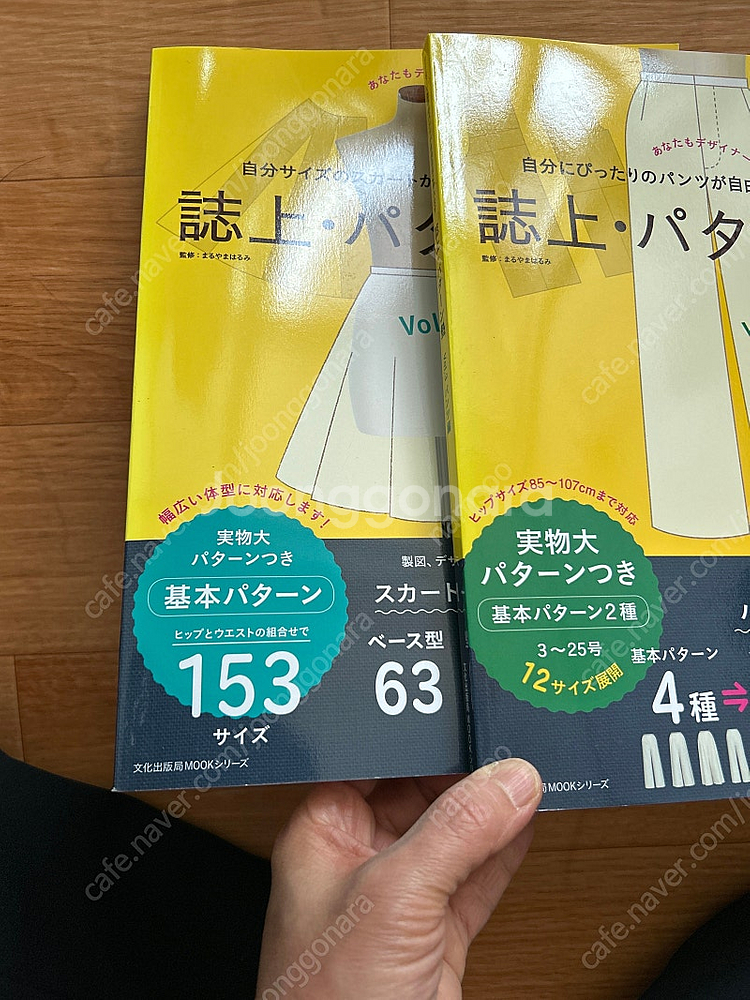 あなたもデ
自分サイズのスカートが
誌上・パタ
監修：まるやまはるみ
Vol
幅広い体型に対応します!
実物大
パターンつき
基本パターン
ヒップとウエストの組合せで
153
サイズ
製図、デザ
スカート
ベース型
63
文化出版局MOOKシリーズ
あなたもデザイナー
自分にぴったりのパンツが自由
誌上・パタ
監修：まるやまはるみ
ヒップサイズ85～107cmまで対応
実物大
パターンつき
基本パターン2種
3～25号
12サイズ展開
基本パターン
4種
局MOOKシリーズ
joonggonara
cafe.naver.com/joonggonara